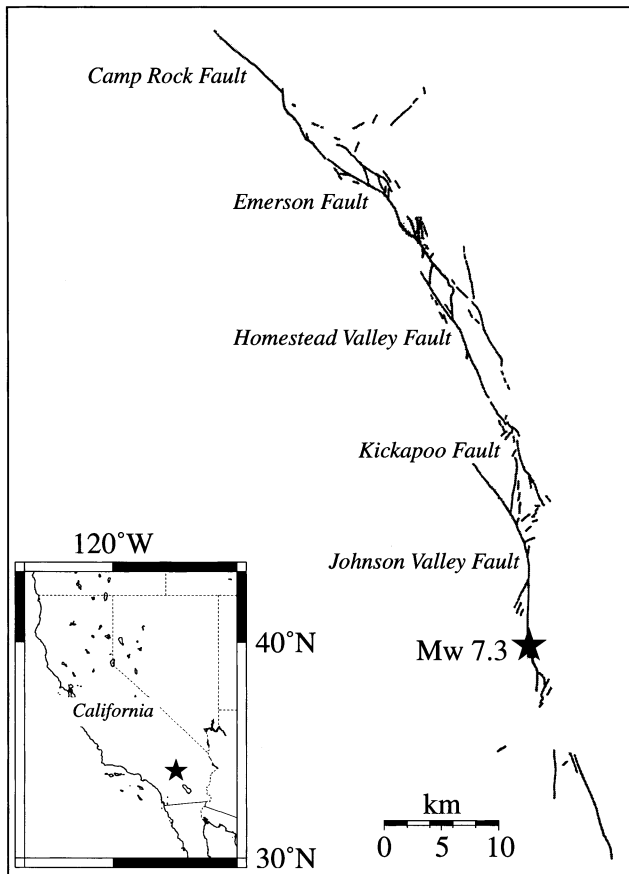 Camp Rock Fault
Emerson Fault
Homestead Valley Fault
Kickapoo Fault
Johnson Valley Fault
Mw 7.3
120°W
40°N
California
30°N
km
0 5 10